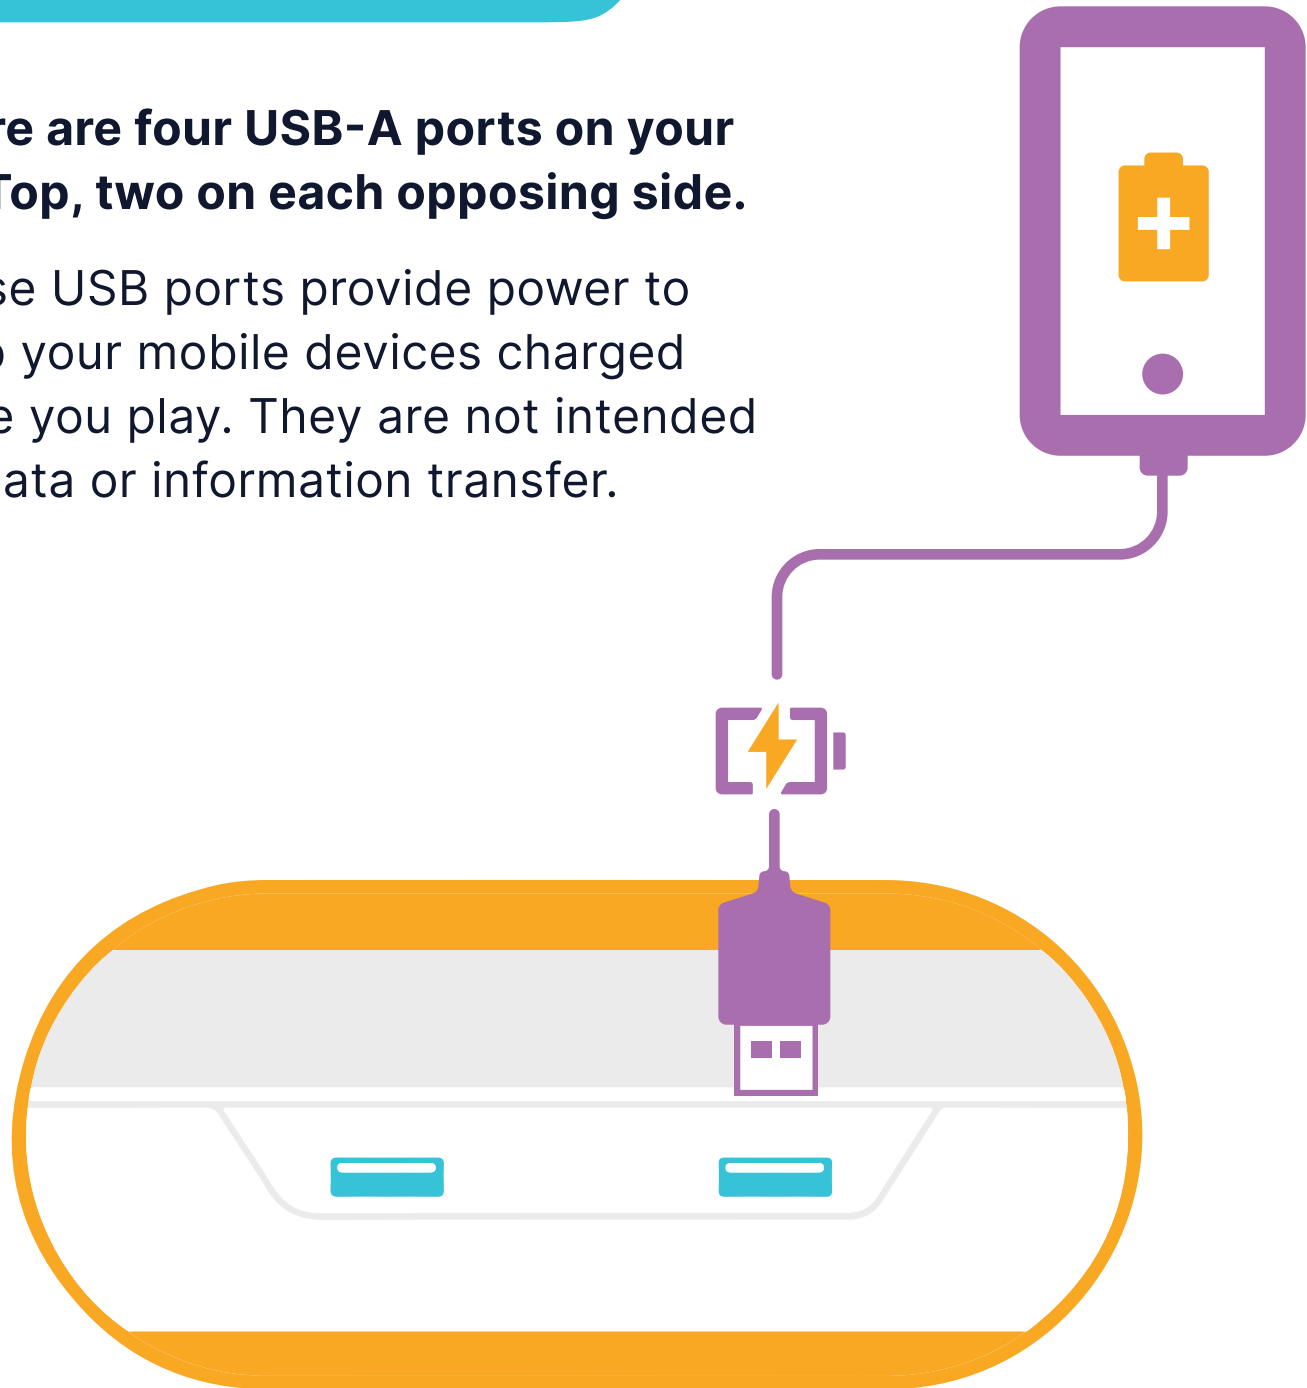 re are four USB-A ports on your
Top, two on each opposing side.
se USB ports provide power to
your mobile devices charged
e you play. They are not intended
ata or information transfer.